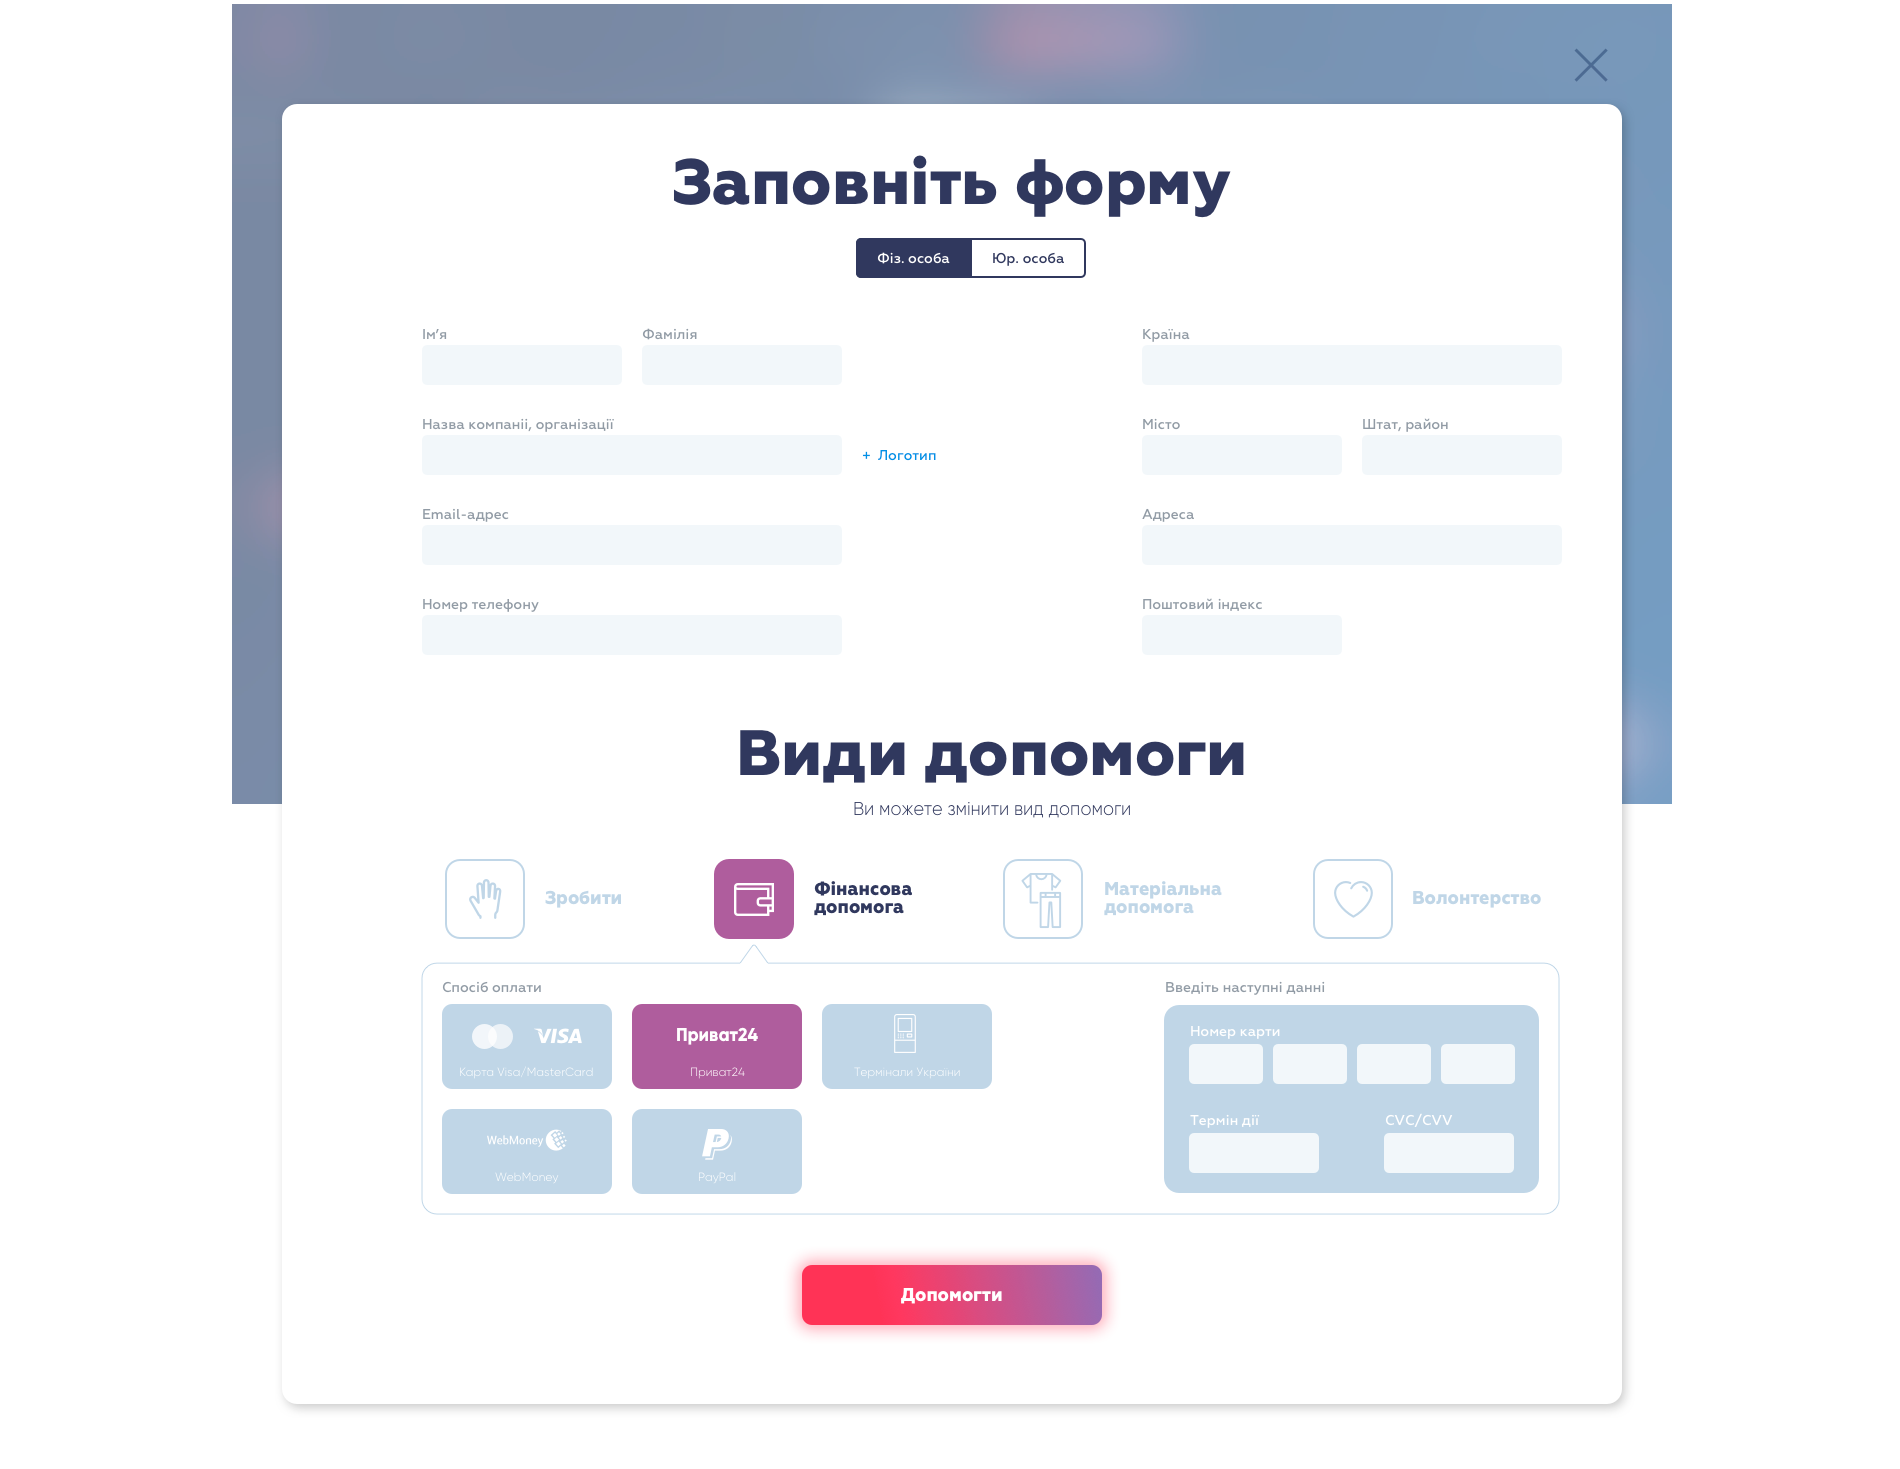 Заповніть форму
Фіз. особа Юр. особа
Ім’я Фамілія Країна
Назва компаніі, організації Місто Штат, район
+ Логотип
Email-адрес Адреса
Номер телефону Поштовий індекс
Види допомоги
Ви можете змінити вид допомоги
Зробити
Фінансова
допомога
Матеріальна
допомога
Волонтерство
Спосіб оплати
VISA
Карта Visa/MasterCard
Приват24
Приват24
Термінали України
WebMoney
WebMoney
PayPal
Введіть наступні данні
Номер карти
Термін дії CVC/CVV
Допомогти